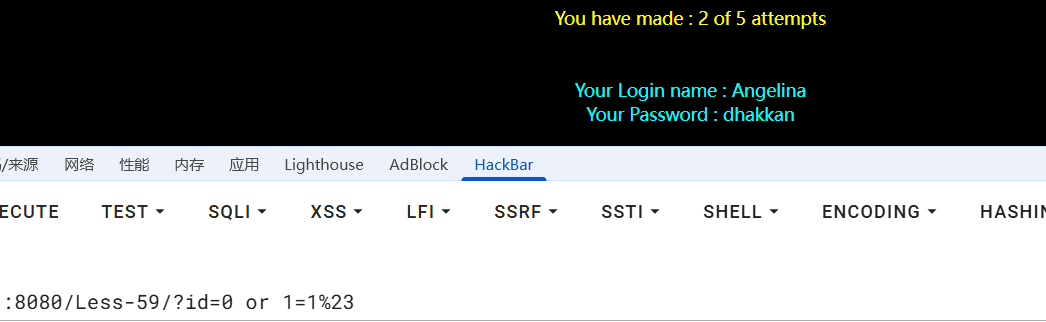 You have made : 2 of 5 attempts
Your Login name : Angelina
Your Password : dhakkan
/来源 网络 性能 内存 应用 Lighthouse AdBlock HackBar
ECUTE TEST SQLI XSS LFI SSRF SSTI SHELL ENCODING HASHIN
:8080/Less-59/?id=0 or 1=1%23